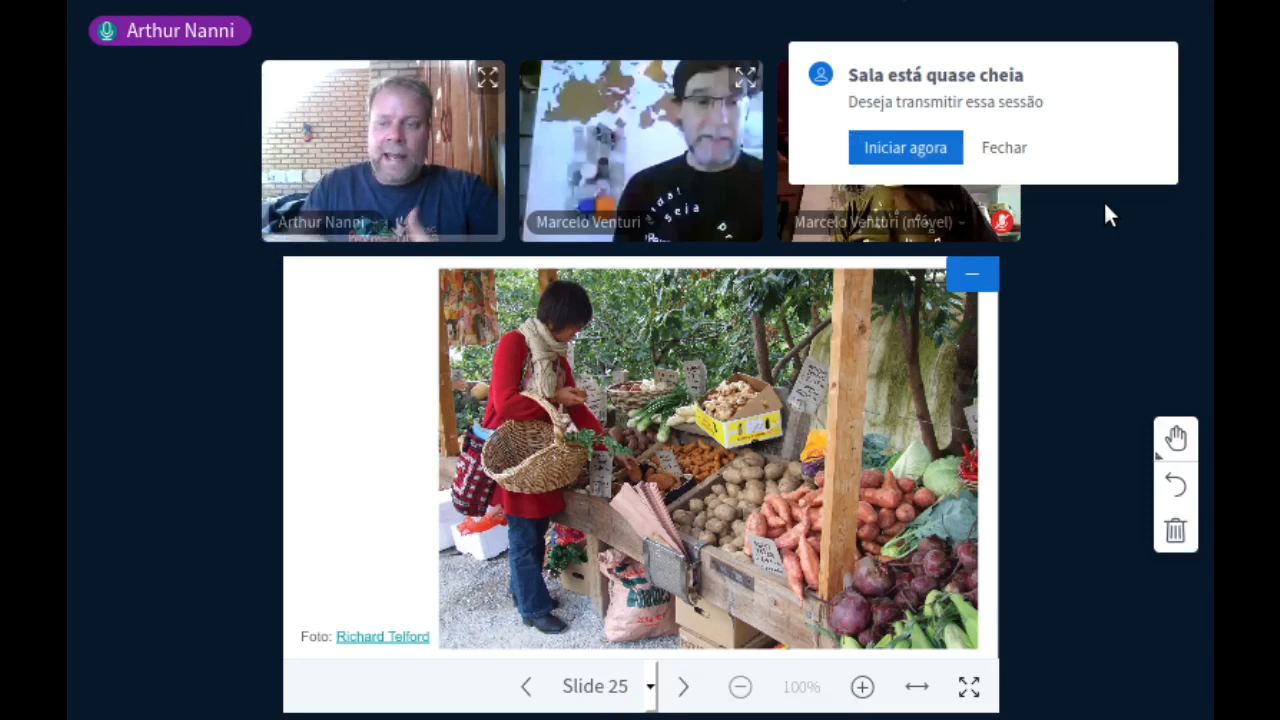 Arthur Nanni
Sala está quase cheia
Deseja transmitir essa sessão
Iniciar agora
Fechar
Arthur Nanni
Marcelo Venturi
Marcelo Venturi (móvel)
seja
Foto: Richard Telford
Slide 25
100%